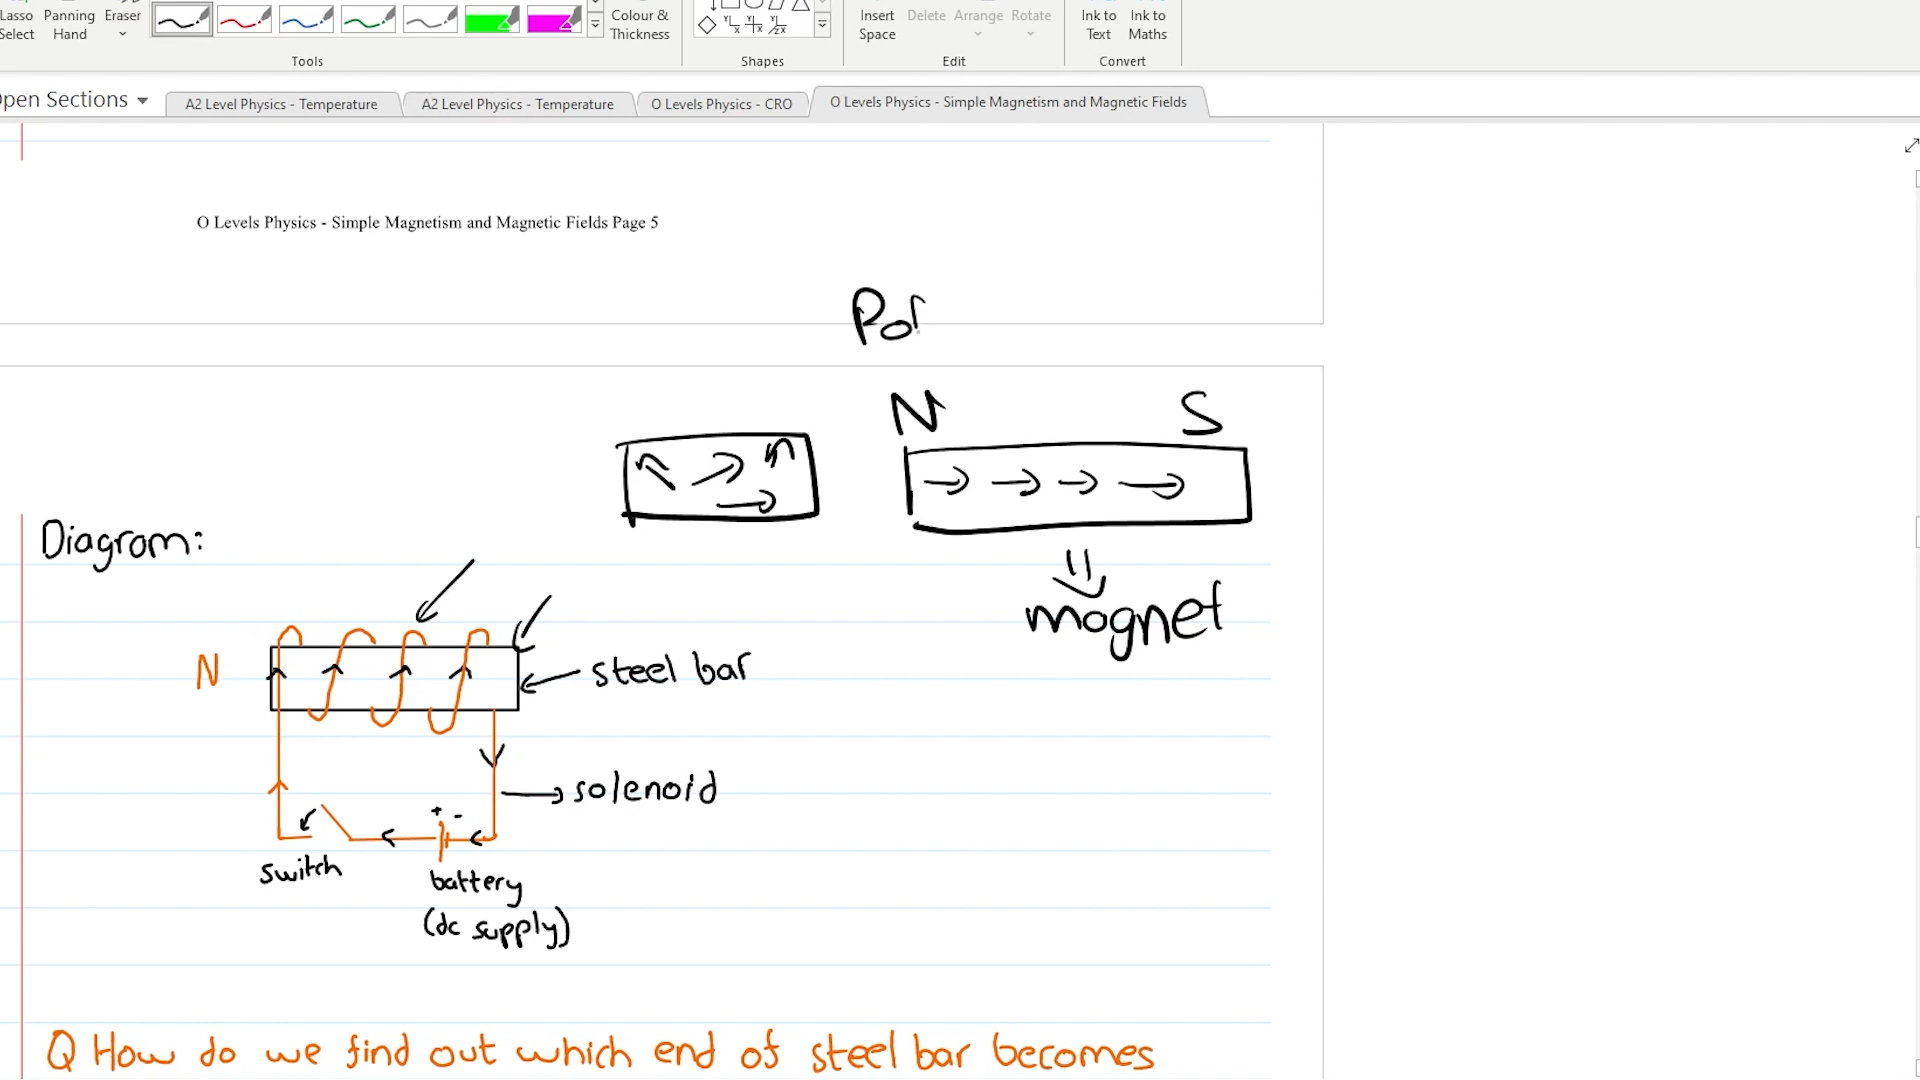 Lasso Select
Panning Hand
Eraser
Colour & Thickness
Insert Space
Delete
Arrange
Rotate
Ink to Text
Ink to Maths
Tools
Shapes
Edit
Convert
pen Sections
A2 Level Physics - Temperature
A2 Level Physics - Temperature
O Levels Physics - CRO
O Levels Physics - Simple Magnetism and Magnetic Fields
O Levels Physics - Simple Magnetism and Magnetic Fields Page 5
N S
Diagram:
magnet
N
steel bar
solenoid
+ -
switch
battery
(dc supply)
Q How do we find out which end of steel bar becomes